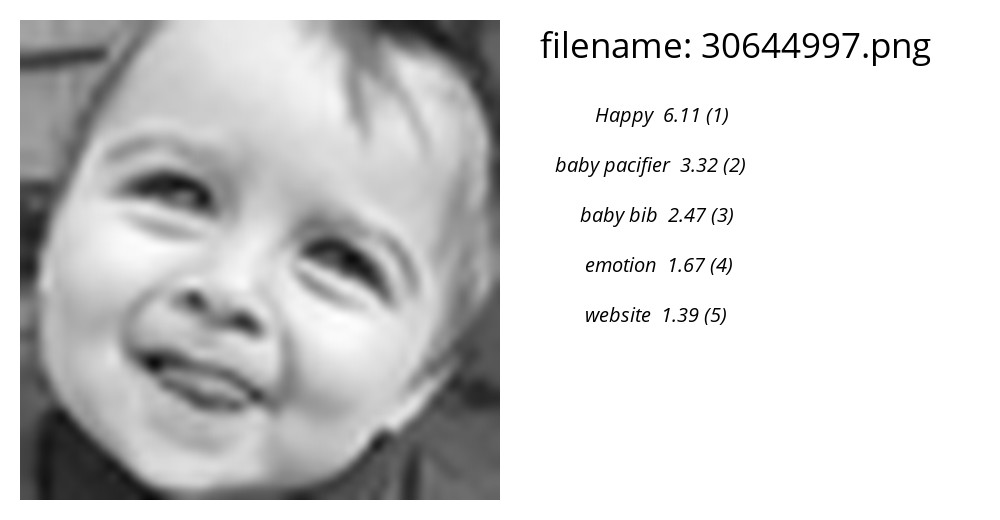 filename: 30644997.png
Happy 6.11 (1)
baby pacifier 3.32 (2)
baby bib 2.47 (3)
emotion 1.67 (4)
website 1.39 (5)